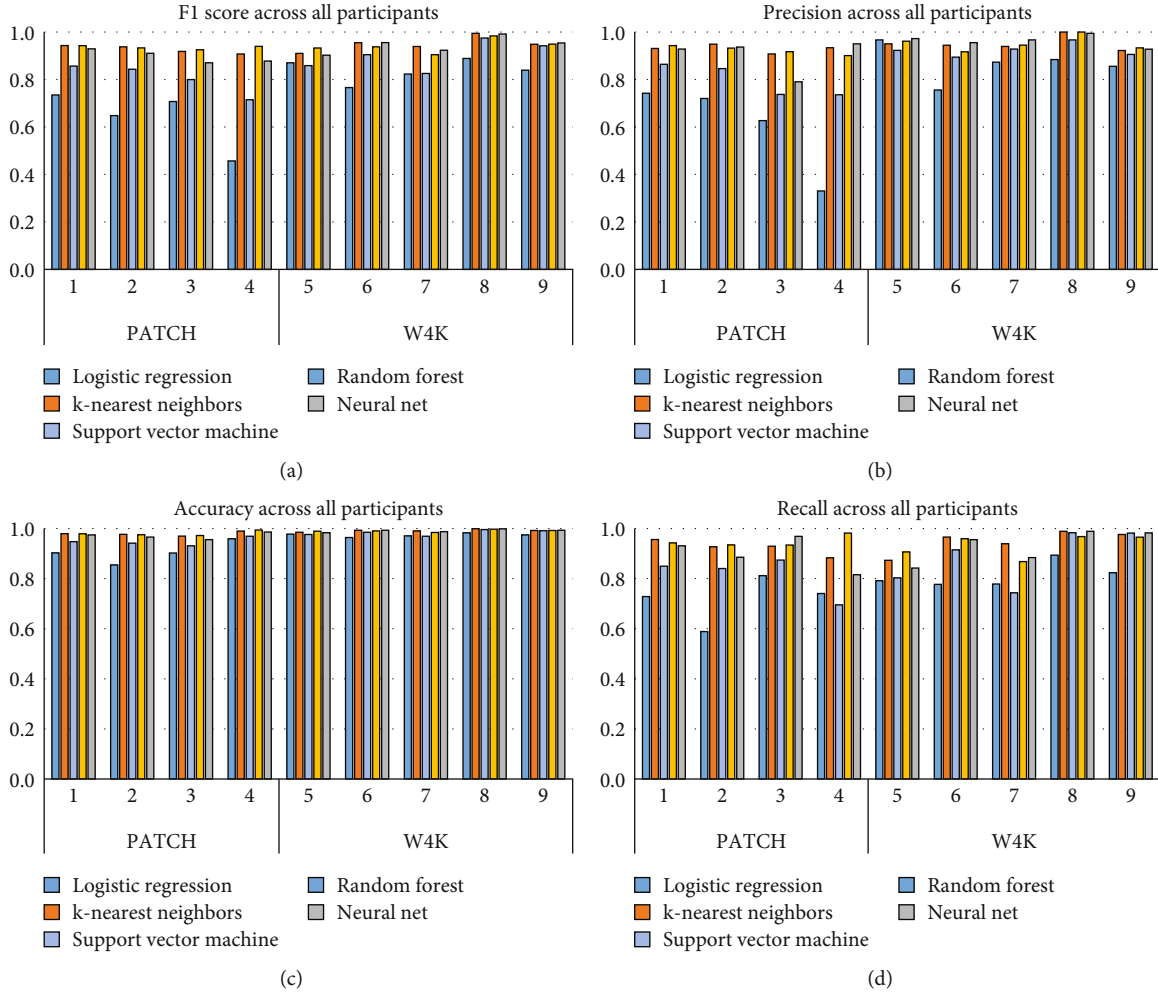 F1 score across all participants
1.0
0.8
0.6
0.4
0.2
0.0
1 2 3 4 5 6 7 8 9
PATCH W4K
Logistic regression Random forest
k-nearest neighbors Neural net
Support vector machine
(a)
Precision across all participants
1.0
0.8
0.6
0.4
0.2
0.0
1 2 3 4 5 6 7 8 9
PATCH W4K
Logistic regression Random forest
k-nearest neighbors Neural net
Support vector machine
(b)
Accuracy across all participants
1.0
0.8
0.6
0.4
0.2
0.0
1 2 3 4 5 6 7 8 9
PATCH W4K
Logistic regression Random forest
k-nearest neighbors Neural net
Support vector machine
(c)
Recall across all participants
1.0
0.8
0.6
0.4
0.2
0.0
1 2 3 4 5 6 7 8 9
PATCH W4K
Logistic regression Random forest
k-nearest neighbors Neural net
Support vector machine
(d)